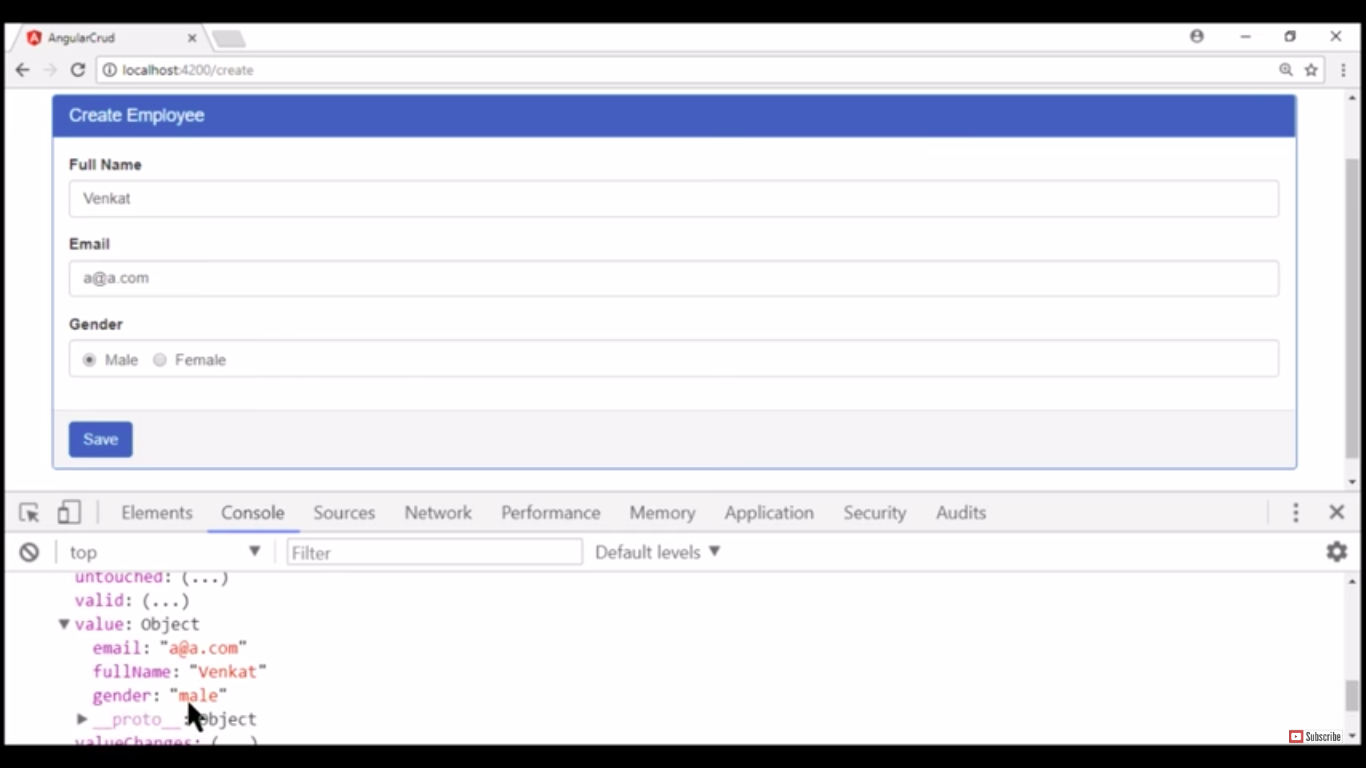 AngularCrud
localhost:4200/create
Create Employee
Full Name
Venkat
Email
a@a.com
Gender
Male Female
Save
Elements Console Sources Network Performance Memory Application Security Audits
top Filter Default levels
untouched: (...)
valid: (...)
value: Object
email: "a@a.com"
fullName: "Venkat"
gender: "male"
__proto__: Object
valueChanges: (...)
Subscribe